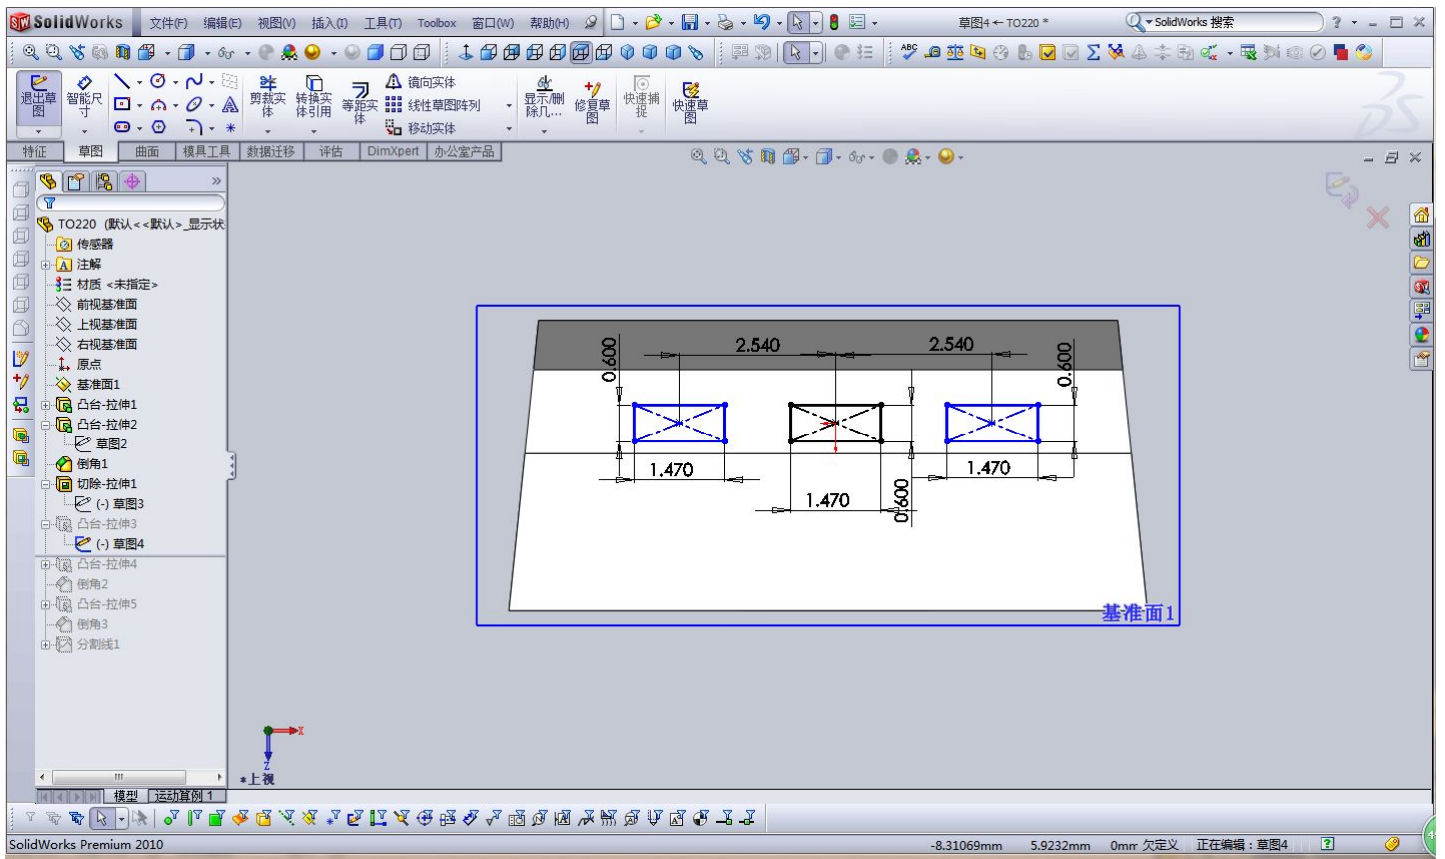 SolidWorks 文件(F) 编辑(E) 视图(V) 插入(I) 工具(T) Toolbox 窗口(W) 帮助(H) 草图4 ← TO220 * SolidWorks 搜索
退出草图 智能尺寸 剪裁实体 转换实体引用 等距实体 镜向实体 线性草图阵列 移动实体 显示/删除几... 修复草图 快速捕捉 快速草图
特征 草图 曲面 模具工具 数据迁移 评估 DimXpert 办公室产品
TO220 (默认<<默认>_显示状
传感器
注解
材质 <未指定>
前视基准面
上视基准面
右视基准面
原点
基准面1
凸台-拉伸1
凸台-拉伸2
草图2
倒角1
切除-拉伸1
(-) 草图3
凸台-拉伸3
(-) 草图4
凸台-拉伸4
倒角2
凸台-拉伸5
倒角3
分割线1
2.540 2.540
0.600 0.600
1.470 1.470
1.470 0.600
基准面1
X
Z
*上视
模型 运动算例 1
SolidWorks Premium 2010 -8.31069mm 5.9232mm 0mm 欠定义 正在编辑：草图4